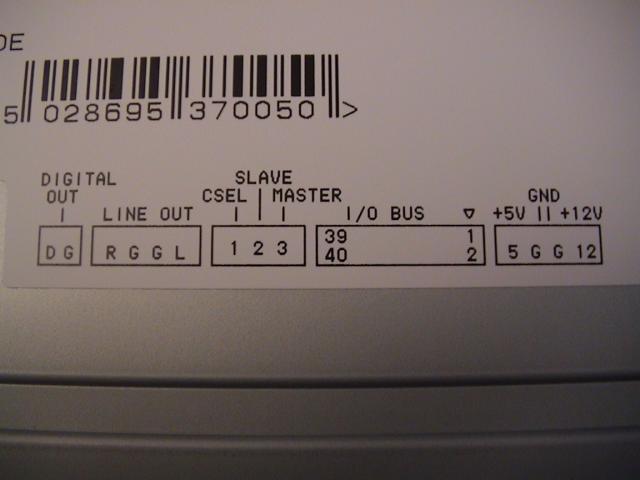 DE
5 028695 370050 >
DIGITAL OUT
SLAVE
CSEL MASTER
GND
LINE OUT
I/O BUS
+5V +12V
D G
R G G L
1 2 3
39 1
40 2
5 G G 12